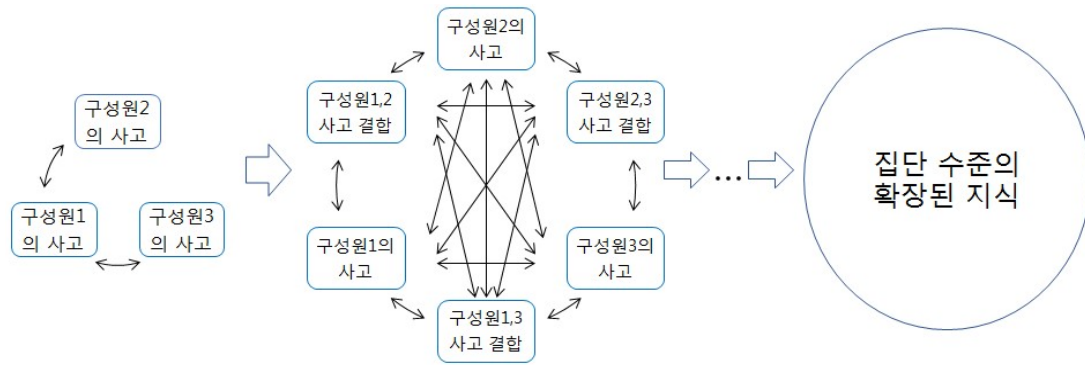 구성원2
의 사고
구성원1
의 사고
구성원3
의 사고
구성원2의
사고
구성원1,2
사고 결합
구성원2,3
사고 결합
구성원1의
사고
구성원3의
사고
구성원1,3
사고 결합
...
집단 수준의
확장된 지식